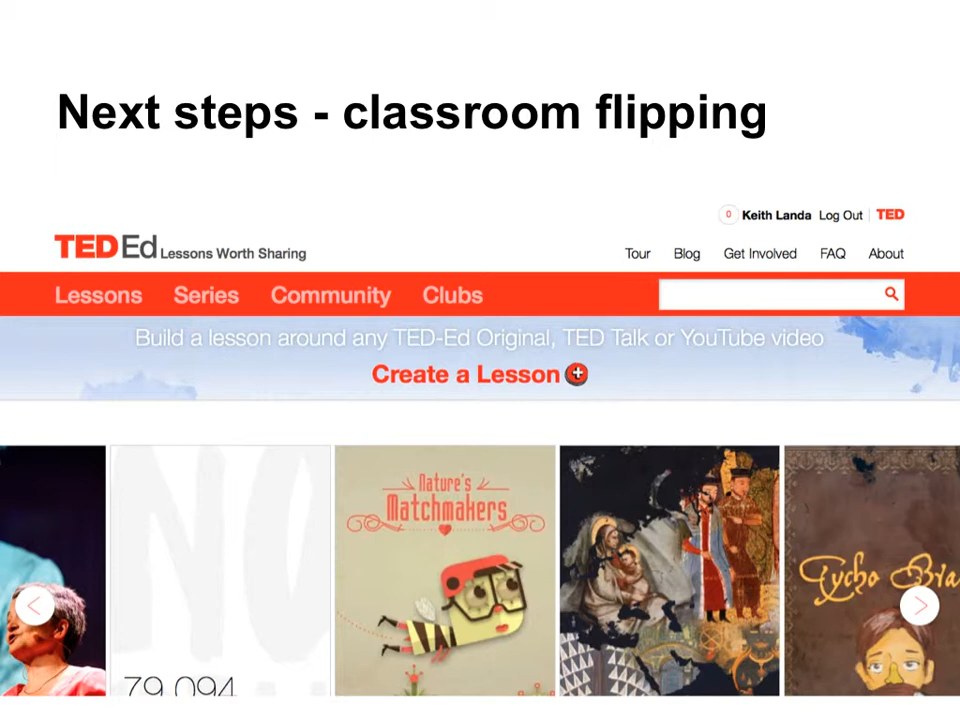 Next steps - classroom flipping
0 Keith Landa Log Out TED
TED Ed Lessons Worth Sharing
Tour Blog Get Involved FAQ About
Lessons Series Community Clubs
Build a lesson around any TED-Ed Original, TED Talk or YouTube video
Create a Lesson
NO
Nature's
Matchmakers
Tycho
79,094